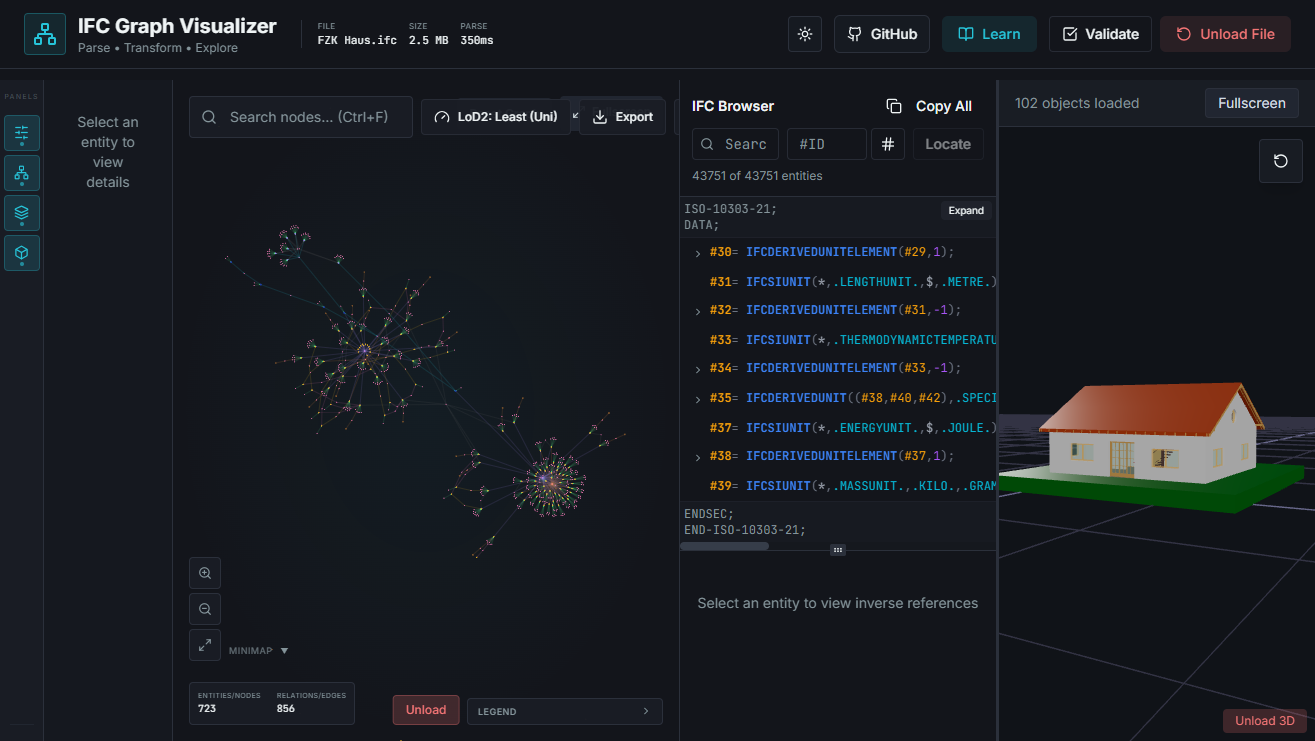 IFC Graph Visualizer
Parse • Transform • Explore
FILE
FZK Haus.ifc
SIZE
2.5 MB
PARSE
350ms
GitHub
Learn
Validate
Unload File
PANELS
Select an
entity to
view
details
Search nodes... (Ctrl+F)
LoD2: Least (Uni)
Export
MINIMAP ▼
ENTITIES/NODES
723
RELATIONS/EDGES
856
Unload
LEGEND
IFC Browser
Copy All
Searc
#ID
#
Locate
43751 of 43751 entities
ISO-10303-21;
Expand
DATA;
#30= IFCDERIVEDUNITELEMENT(#29,1);
#31= IFCSIUNIT(*,.LENGTHUNIT.,$,.METRE.)
#32= IFCDERIVEDUNITELEMENT(#31,-1);
#33= IFCSIUNIT(*,.THERMODYNAMICTEMPERATU
#34= IFCDERIVEDUNITELEMENT(#33,-1);
#35= IFCDERIVEDUNIT((#38,#40,#42),.SPECI
#37= IFCSIUNIT(*,.ENERGYUNIT.,$,.JOULE.)
#38= IFCDERIVEDUNITELEMENT(#37,1);
#39= IFCSIUNIT(*,.MASSUNIT.,.KILO.,.GRAM
ENDSEC;
END-ISO-10303-21;
Select an entity to view inverse references
102 objects loaded
Fullscreen
Unload 3D